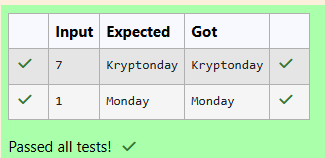 Input Expected Got
✓ 7 Kryptonday Kryptonday ✓
✓ 1 Monday Monday ✓
Passed all tests! ✓